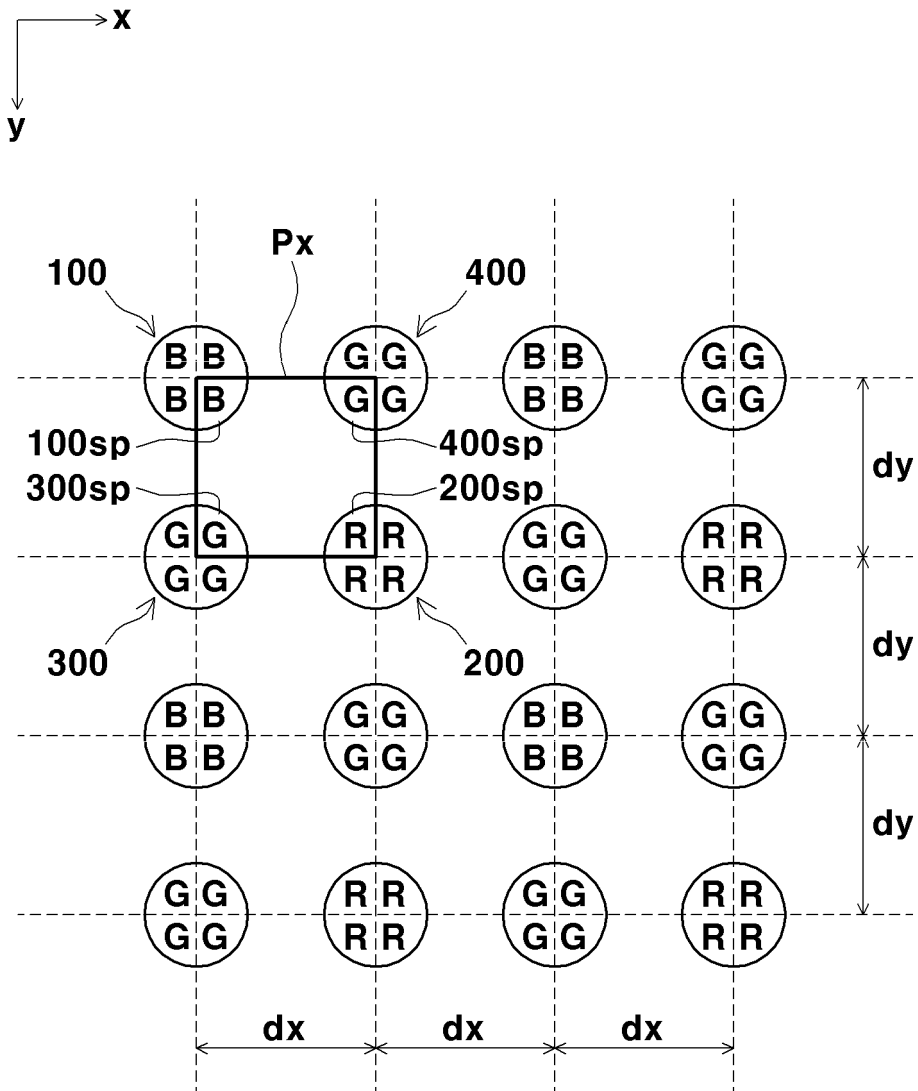 x
y
Px
100
400
B B G G B B G G
B B G G B B G G
100sp 400sp
dy
300sp 200sp
G G R R G G R R
G G R R G G R R
300
200
dy
B B G G B B G G
B B G G B B G G
dy
G G R R G G R R
G G R R G G R R
dx dx dx